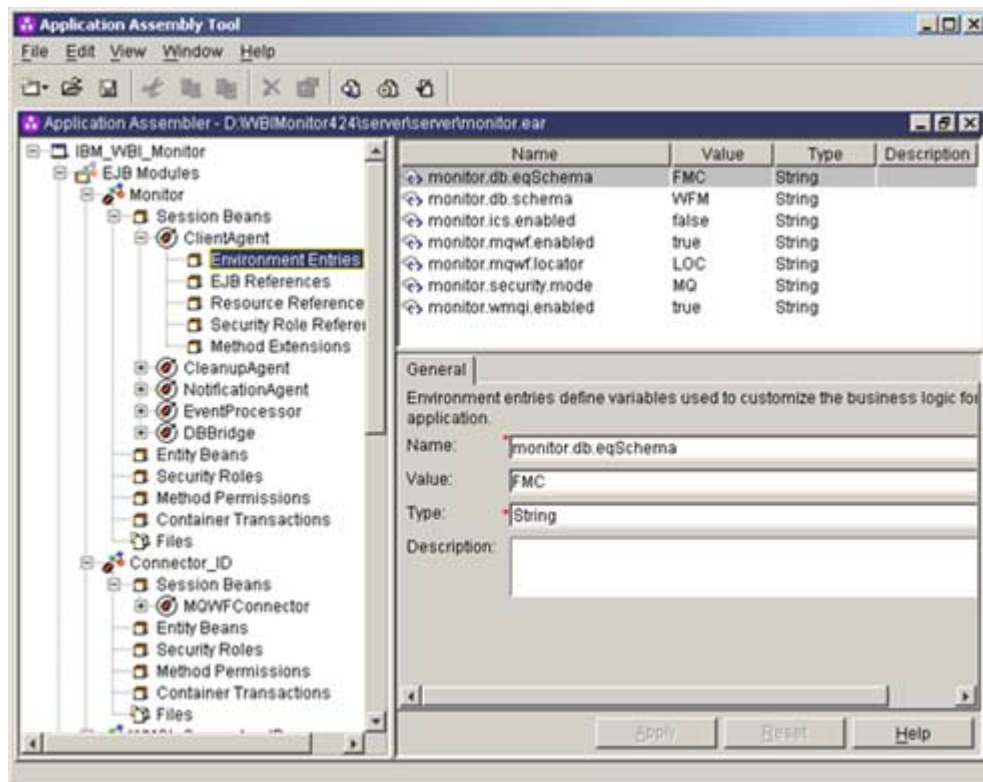 Application Assembly Tool
File Edit View Window Help
Application Assembler - D:\WBIMonitor424\server\server\monitor.ear
IBM_WBI_Monitor
EJB Modules
Monitor
Session Beans
ClientAgent
Environment Entries
EJB References
Resource Reference
Security Role Refere
Method Extensions
CleanupAgent
NotificationAgent
EventProcessor
DBBridge
Entity Beans
Security Roles
Method Permissions
Container Transactions
Files
Connector_ID
Session Beans
MQWFConnector
Entity Beans
Security Roles
Method Permissions
Container Transactions
Files
Name Value Type Description
monitor.db.eqSchema FMC String
monitor.db.schema WFM String
monitor.ics.enabled false String
monitor.mqwf.enabled true String
monitor.mqwf.locator LOC String
monitor.security.mode MQ String
monitor.wmqi.enabled true String
General
Environment entries define variables used to customize the business logic for
application.
Name: *monitor.db.eqSchema
Value: FMC
Type: *String
Description:
Apply Reset Help